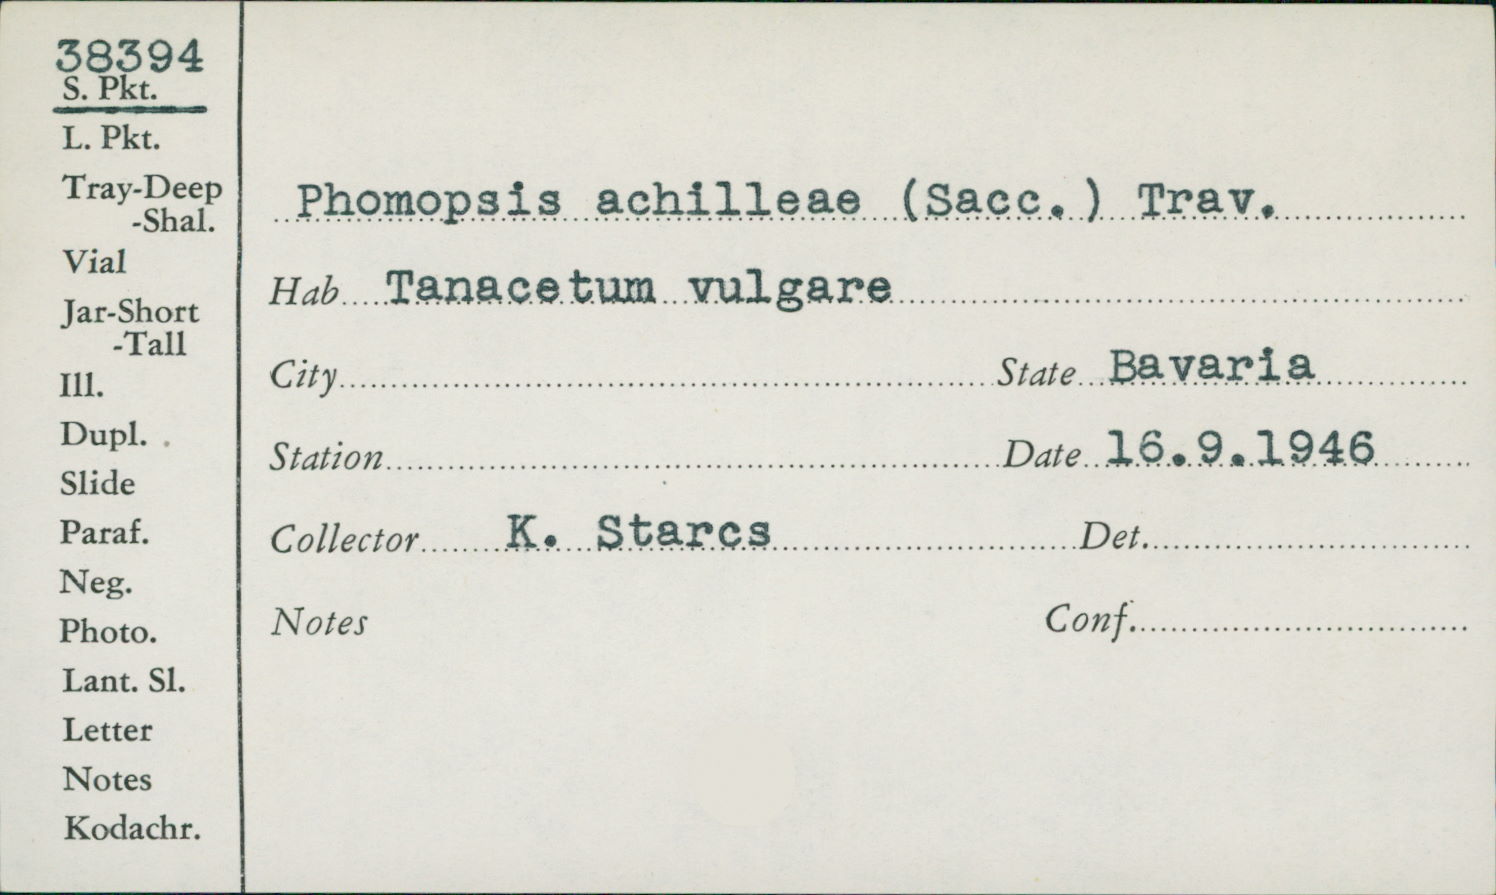 38394
S. Pkt.
L. Pkt.
Tray-Deep
-Shal.
Vial
Jar-Short
-Tall
Ill.
Dupl.
Slide
Paraf.
Neg.
Photo.
Lant. Sl.
Letter
Notes
Kodachr.
Phomopsis achilleae (Sacc.) Trav.
Hab Tanacetum vulgare
City State Bavaria
Station Date 16.9.1946
Collector K. Starcs Det.
Notes Conf.